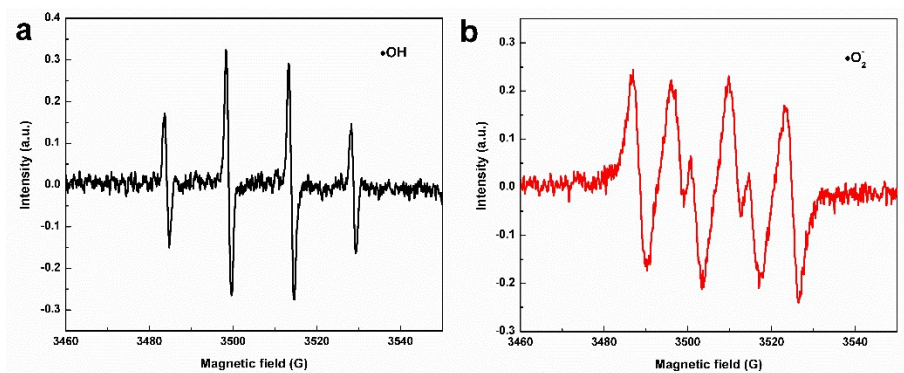 a
•OH
0.4
0.3
0.2
0.1
0.0
-0.1
-0.2
-0.3
Intensity (a.u.)
3460 3480 3500 3520 3540
Magnetic field (G)
b
•O₂⁻
0.3
0.2
0.1
0.0
-0.1
-0.2
-0.3
Intensity (a.u.)
3460 3480 3500 3520 3540
Magnetic field (G)